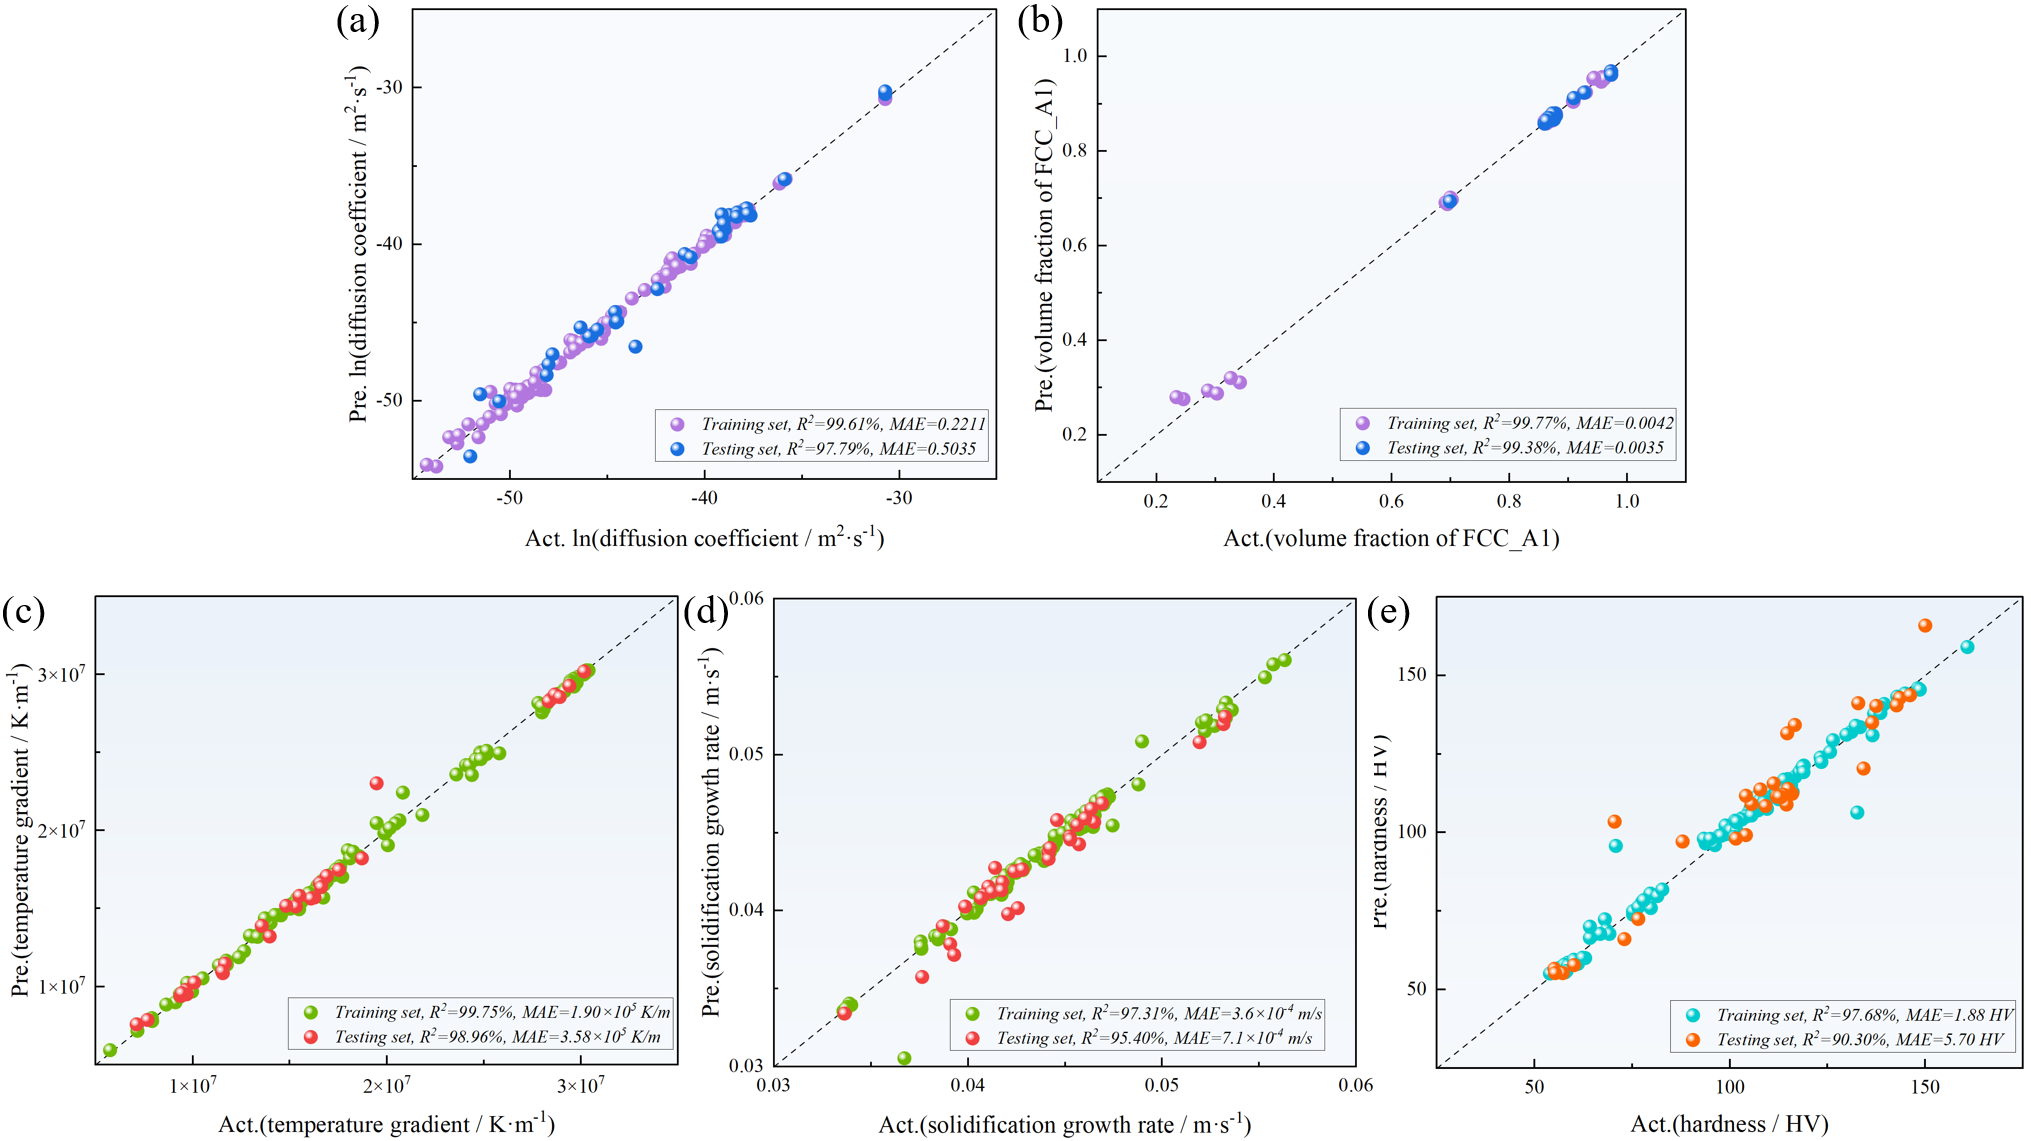 (a)
Pre. ln(diffusion coefficient / m²·s⁻¹)
-30
-40
-50
Training set, R²=99.61%, MAE=0.2211
Testing set, R²=97.79%, MAE=0.5035
-50 -40 -30
Act. ln(diffusion coefficient / m²·s⁻¹)
(b)
Pre.(volume fraction of FCC_A1)
1.0
0.8
0.6
0.4
0.2
Training set, R²=99.77%, MAE=0.0042
Testing set, R²=99.38%, MAE=0.0035
0.2 0.4 0.6 0.8 1.0
Act.(volume fraction of FCC_A1)
(c)
Pre.(temperature gradient / K·m⁻¹)
3×10⁷
2×10⁷
1×10⁷
Training set, R²=99.75%, MAE=1.90×10⁵ K/m
Testing set, R²=98.96%, MAE=3.58×10⁵ K/m
1×10⁷ 2×10⁷ 3×10⁷
Act.(temperature gradient / K·m⁻¹)
(d)
Pre.(solidification growth rate / m·s⁻¹)
0.06
0.05
0.04
0.03
Training set, R²=97.31%, MAE=3.6×10⁻⁴ m/s
Testing set, R²=95.40%, MAE=7.1×10⁻⁴ m/s
0.03 0.04 0.05 0.06
Act.(solidification growth rate / m·s⁻¹)
(e)
Pre.(hardness / HV)
150
100
50
Training set, R²=97.68%, MAE=1.88 HV
Testing set, R²=90.30%, MAE=5.70 HV
50 100 150
Act.(hardness / HV)